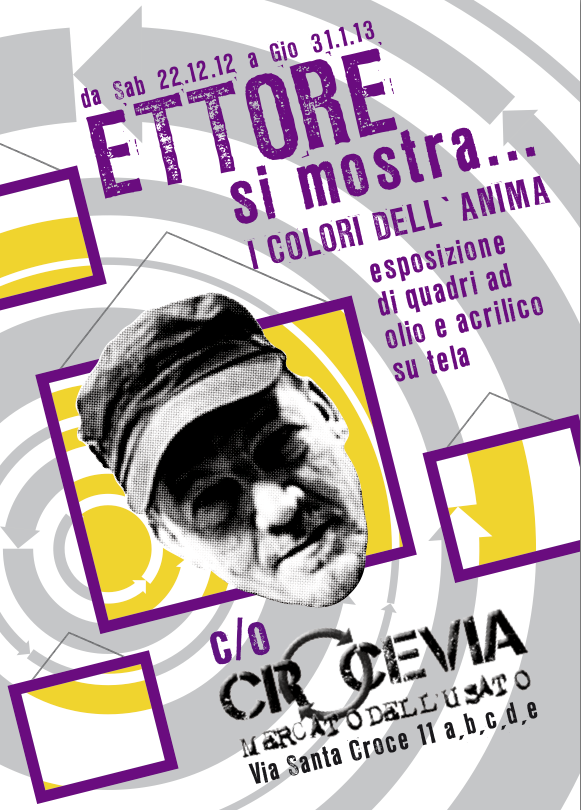 da Sab 22.12.12 a Gio 31.1.13
ETTORE
si mostra...
I COLORI DELL` ANIMA
esposizione
di quadri ad
olio e acrilico
su tela
c/o
CIROCEVIA
MERCATO DELL'USATO
Via Santa Croce 11 a,b,c,d,e